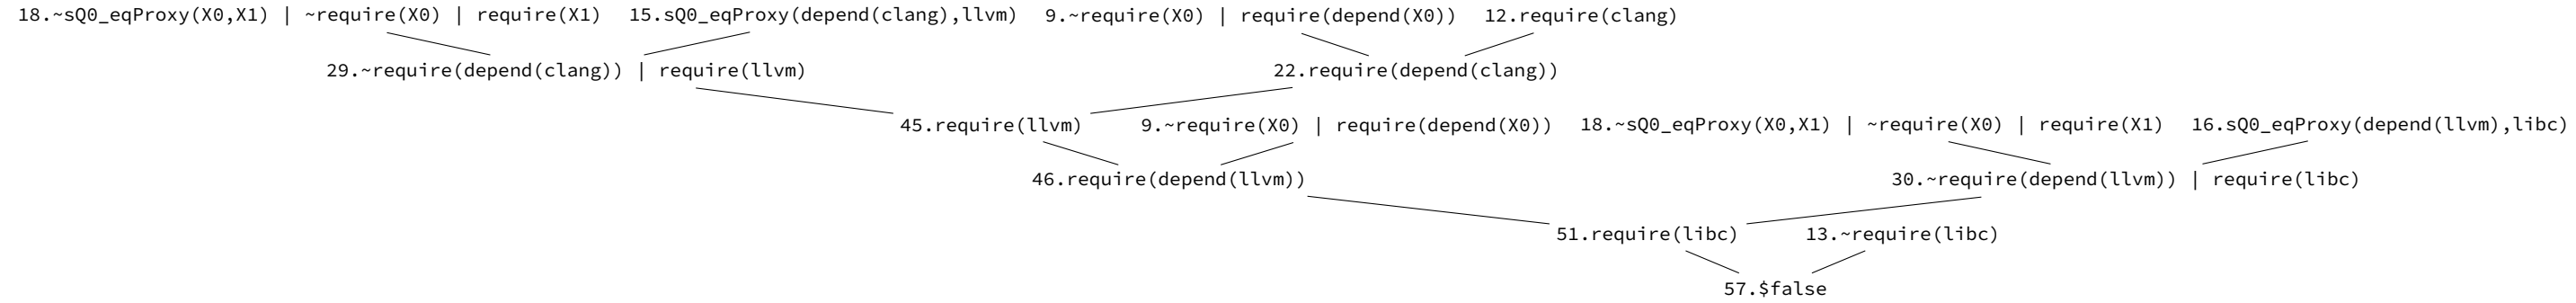 18.~sQ0_eqProxy(X0,X1) | ~require(X0) | require(X1) 15.sQ0_eqProxy(depend(clang),llvm) 9.~require(X0) | require(depend(X0)) 12.require(clang)
29.~require(depend(clang)) | require(llvm) 22.require(depend(clang))
45.require(llvm) 9.~require(X0) | require(depend(X0)) 18.~sQ0_eqProxy(X0,X1) | ~require(X0) | require(X1) 16.sQ0_eqProxy(depend(llvm),libc)
46.require(depend(llvm)) 30.~require(depend(llvm)) | require(libc)
51.require(libc) 13.~require(libc)
57.$false